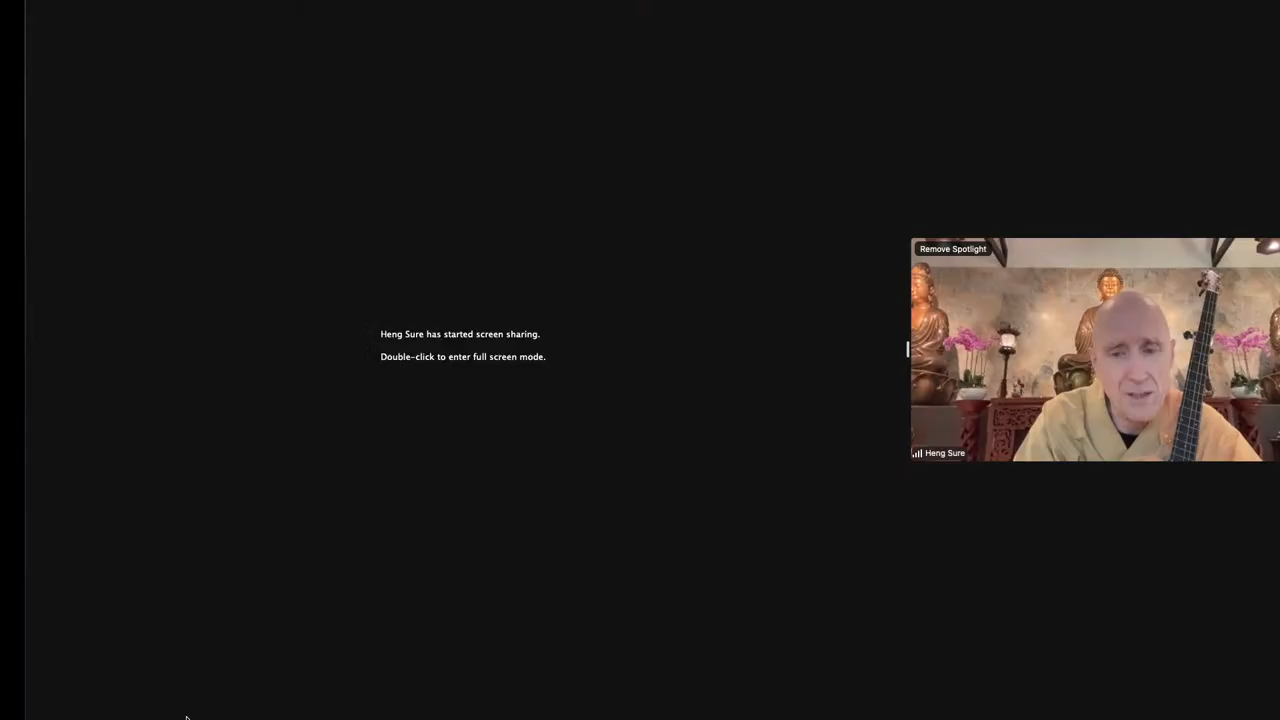 Remove Spotlight
Heng Sure has started screen sharing.
Double-click to enter full screen mode.
Heng Sure